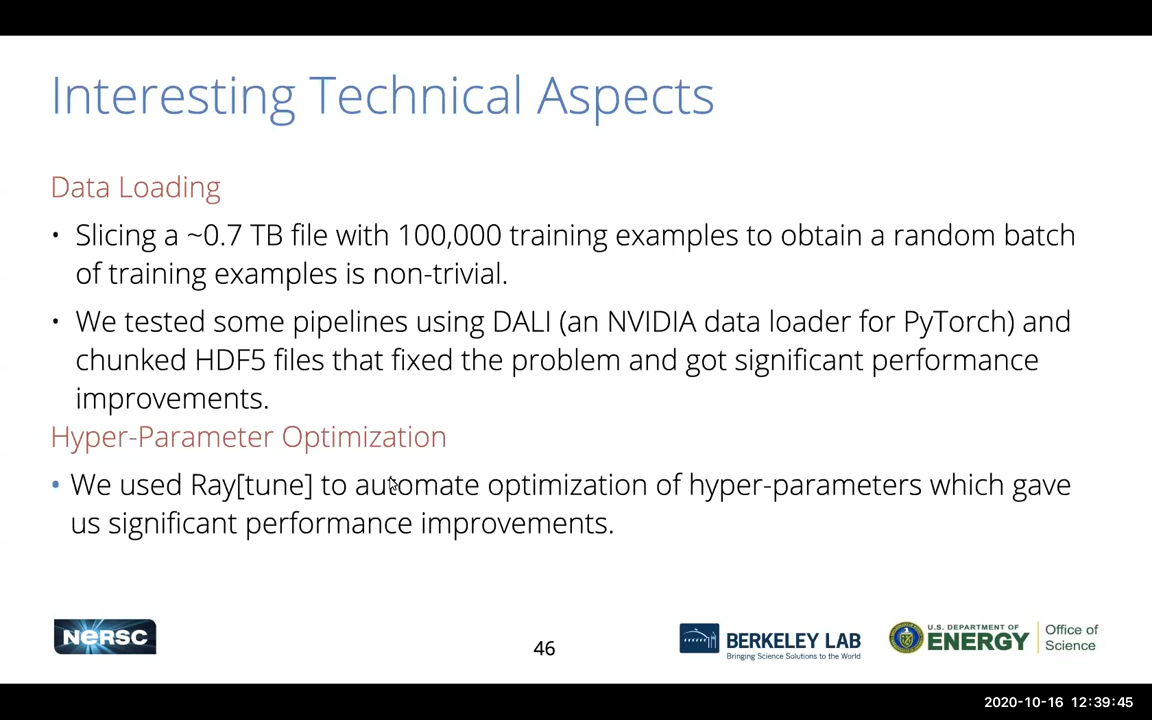 Interesting Technical Aspects
Data Loading
• Slicing a ~0.7 TB file with 100,000 training examples to obtain a random batch
of training examples is non-trivial.
• We tested some pipelines using DALI (an NVIDIA data loader for PyTorch) and
chunked HDF5 files that fixed the problem and got significant performance
improvements.
Hyper-Parameter Optimization
• We used Ray[tune] to automate optimization of hyper-parameters which gave
us significant performance improvements.
NERSC
46
BERKELEY LAB
Bringing Science Solutions to the World
U.S. DEPARTMENT OF
ENERGY
Office of
Science
2020-10-16 12:39:45